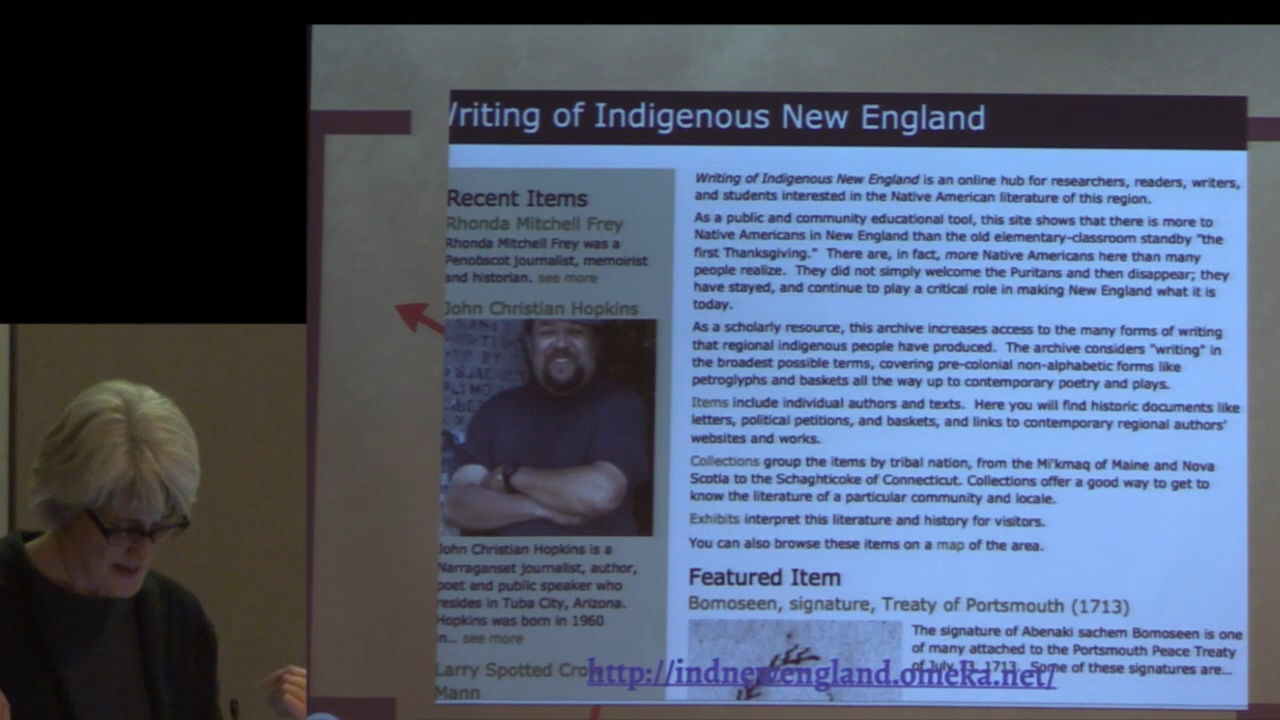 Writing of Indigenous New England
Recent Items
Rhonda Mitchell Frey
Rhonda Mitchell Frey was a
Penobscot journalist, memoirist
and historian. see more
John Christian Hopkins
John Christian Hopkins is a
Narraganset journalist, author,
poet and public speaker who
resides in Tuba City, Arizona.
Hopkins was born in 1960
in... see more
Larry Spotted Cro
Mann
Writing of Indigenous New England is an online hub for researchers, readers, writers,
and students interested in the Native American literature of this region.
As a public and community educational tool, this site shows that there is more to
Native Americans in New England than the old elementary-classroom standby "the
first Thanksgiving." There are, in fact, more Native Americans here than many
people realize. They did not simply welcome the Puritans and then disappear; they
have stayed, and continue to play a critical role in making New England what it is
today.
As a scholarly resource, this archive increases access to the many forms of writing
that regional indigenous people have produced. The archive considers "writing" in
the broadest possible terms, covering pre-colonial non-alphabetic forms like
petroglyphs and baskets all the way up to contemporary poetry and plays.
Items include individual authors and texts. Here you will find historic documents like
letters, political petitions, and baskets, and links to contemporary regional authors'
websites and works.
Collections group the items by tribal nation, from the Mi'kmaq of Maine and Nova
Scotia to the Schaghticoke of Connecticut. Collections offer a good way to get to
know the literature of a particular community and locale.
Exhibits interpret this literature and history for visitors.
You can also browse these items on a map of the area.
Featured Item
Bomoseen, signature, Treaty of Portsmouth (1713)
The signature of Abenaki sachem Bomoseen is one
of many attached to the Portsmouth Peace Treaty
of July 13, 1713. Some of these signatures are...
http://indnewengland.omeka.net/